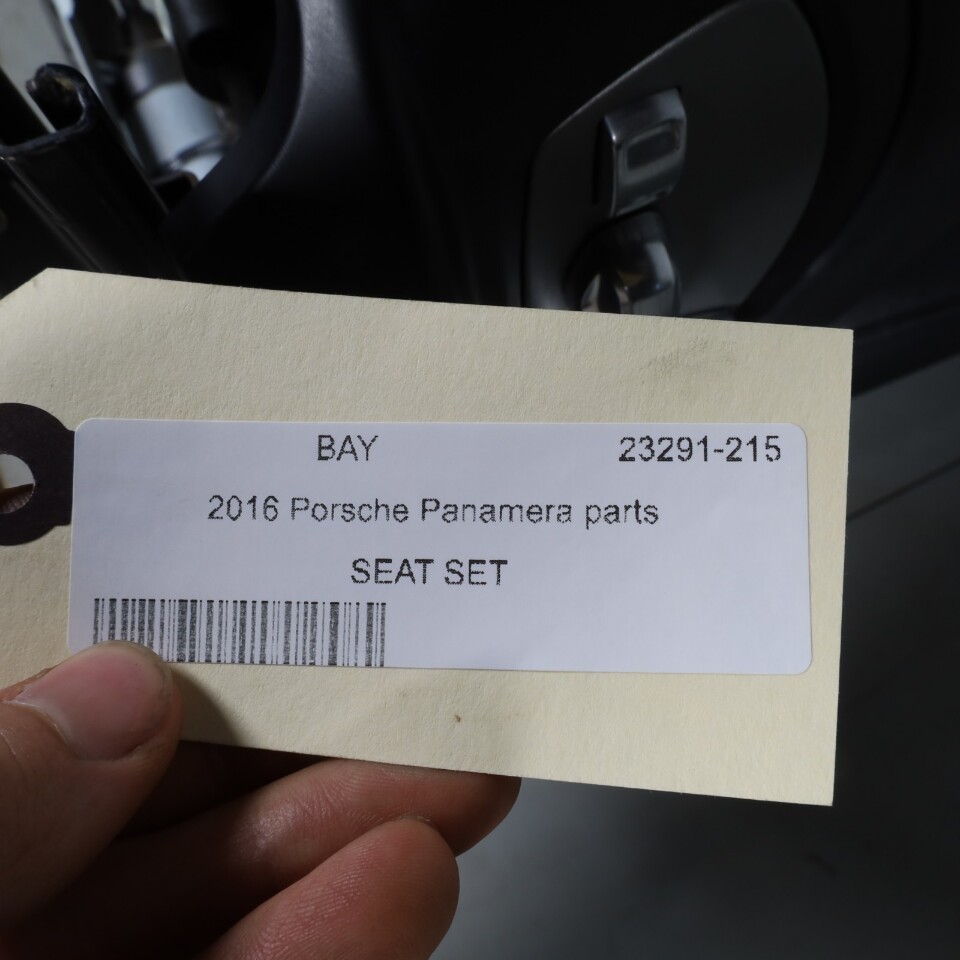 BAY 23291-215
2016 Porsche Panamera parts
SEAT SET